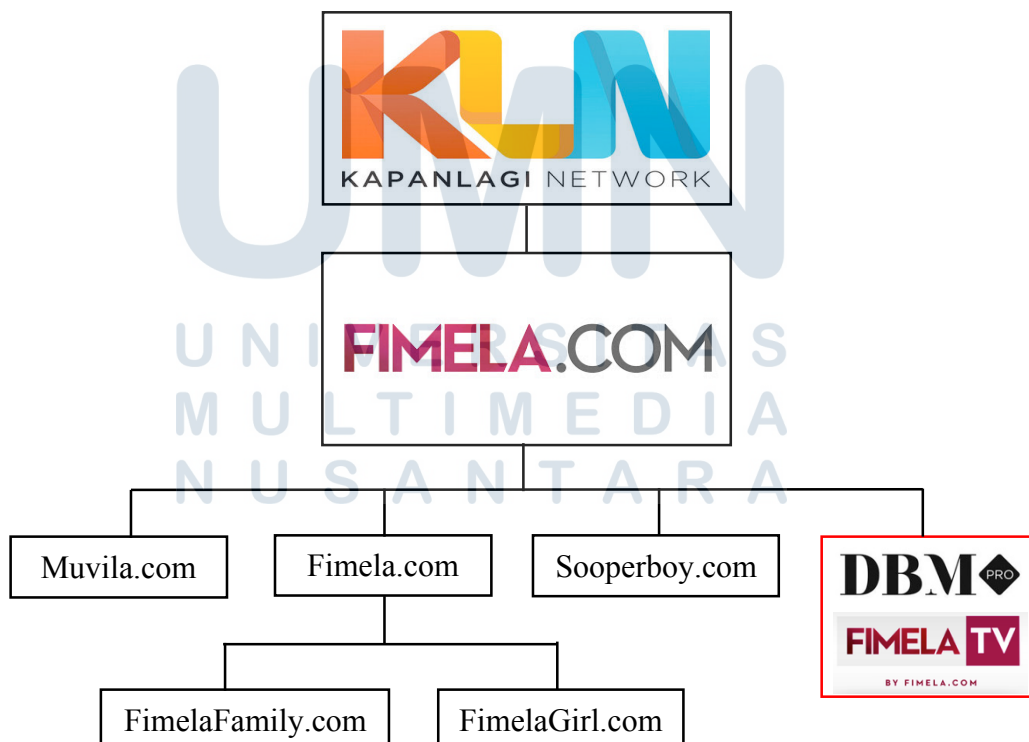 KLN
KAPANLAGI NETWORK
UMN
FIMELA.COM
UNIVERSITAS
MULTIMEDIA
NUSANTARA
Muvila.com
Fimela.com
Sooperboy.com
DBM PRO
FIMELA TV
BY FIMELA.COM
FimelaFamily.com
FimelaGirl.com